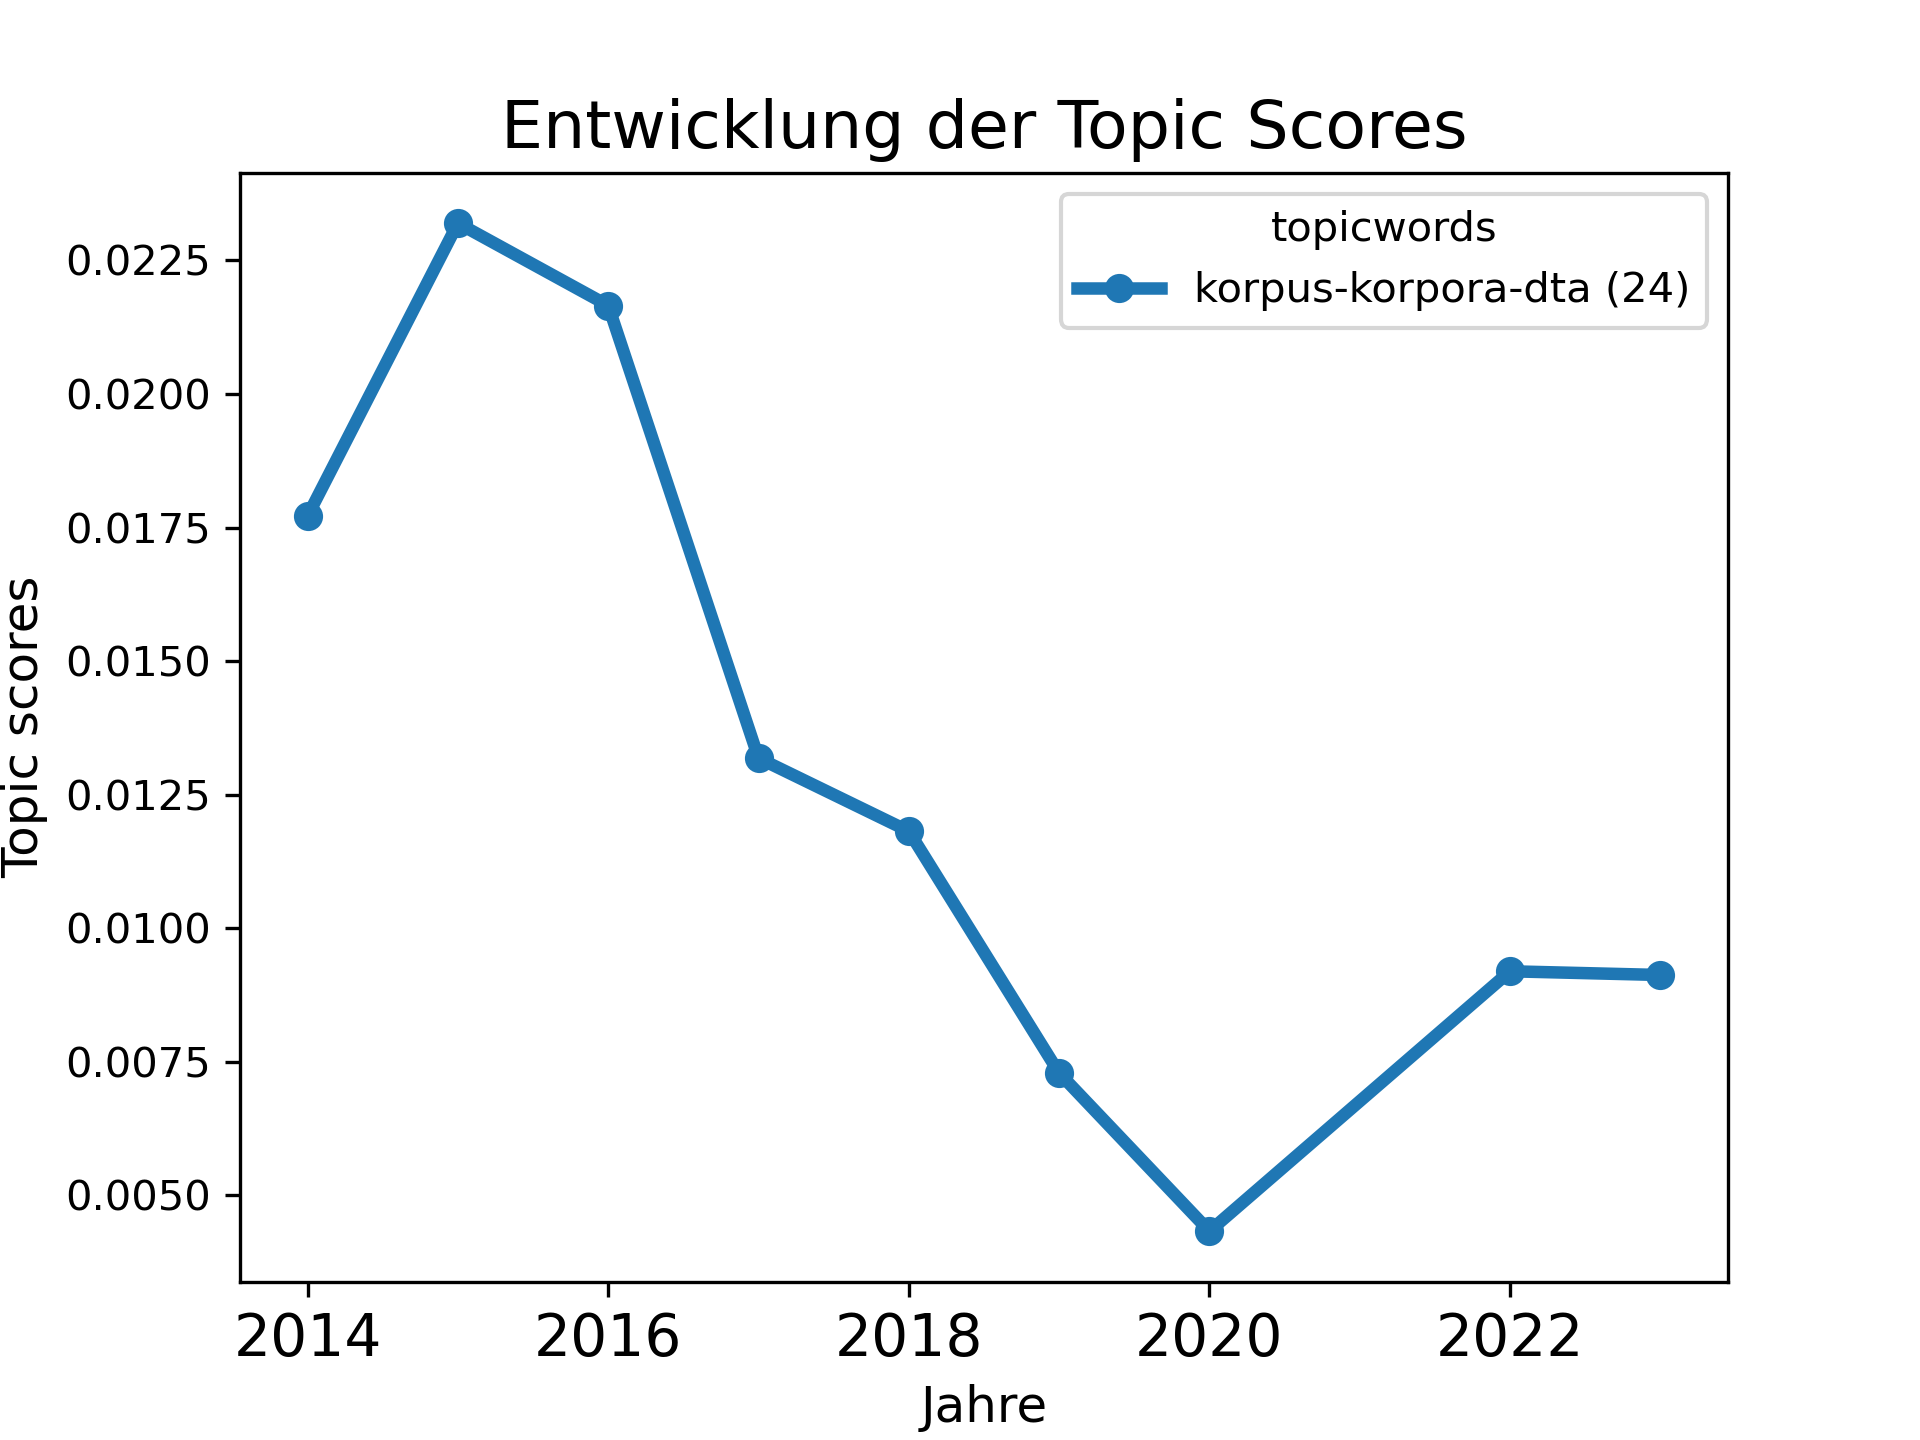 Entwicklung der Topic Scores
topicwords
korpus-korpora-dta (24)
Topic scores
0.0225
0.0200
0.0175
0.0150
0.0125
0.0100
0.0075
0.0050
2014 2016 2018 2020 2022
Jahre